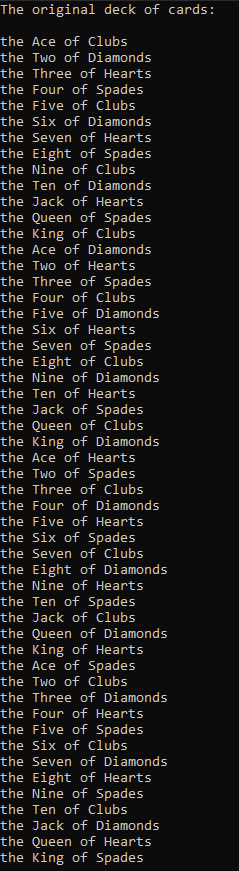 The original deck of cards:
the Ace of Clubs
the Two of Diamonds
the Three of Hearts
the Four of Spades
the Five of Clubs
the Six of Diamonds
the Seven of Hearts
the Eight of Spades
the Nine of Clubs
the Ten of Diamonds
the Jack of Hearts
the Queen of Spades
the King of Clubs
the Ace of Diamonds
the Two of Hearts
the Three of Spades
the Four of Clubs
the Five of Diamonds
the Six of Hearts
the Seven of Spades
the Eight of Clubs
the Nine of Diamonds
the Ten of Hearts
the Jack of Spades
the Queen of Clubs
the King of Diamonds
the Ace of Hearts
the Two of Spades
the Three of Clubs
the Four of Diamonds
the Five of Hearts
the Six of Spades
the Seven of Clubs
the Eight of Diamonds
the Nine of Hearts
the Ten of Spades
the Jack of Clubs
the Queen of Diamonds
the King of Hearts
the Ace of Spades
the Two of Clubs
the Three of Diamonds
the Four of Hearts
the Five of Spades
the Six of Clubs
the Seven of Diamonds
the Eight of Hearts
the Nine of Spades
the Ten of Clubs
the Jack of Diamonds
the Queen of Hearts
the King of Spades